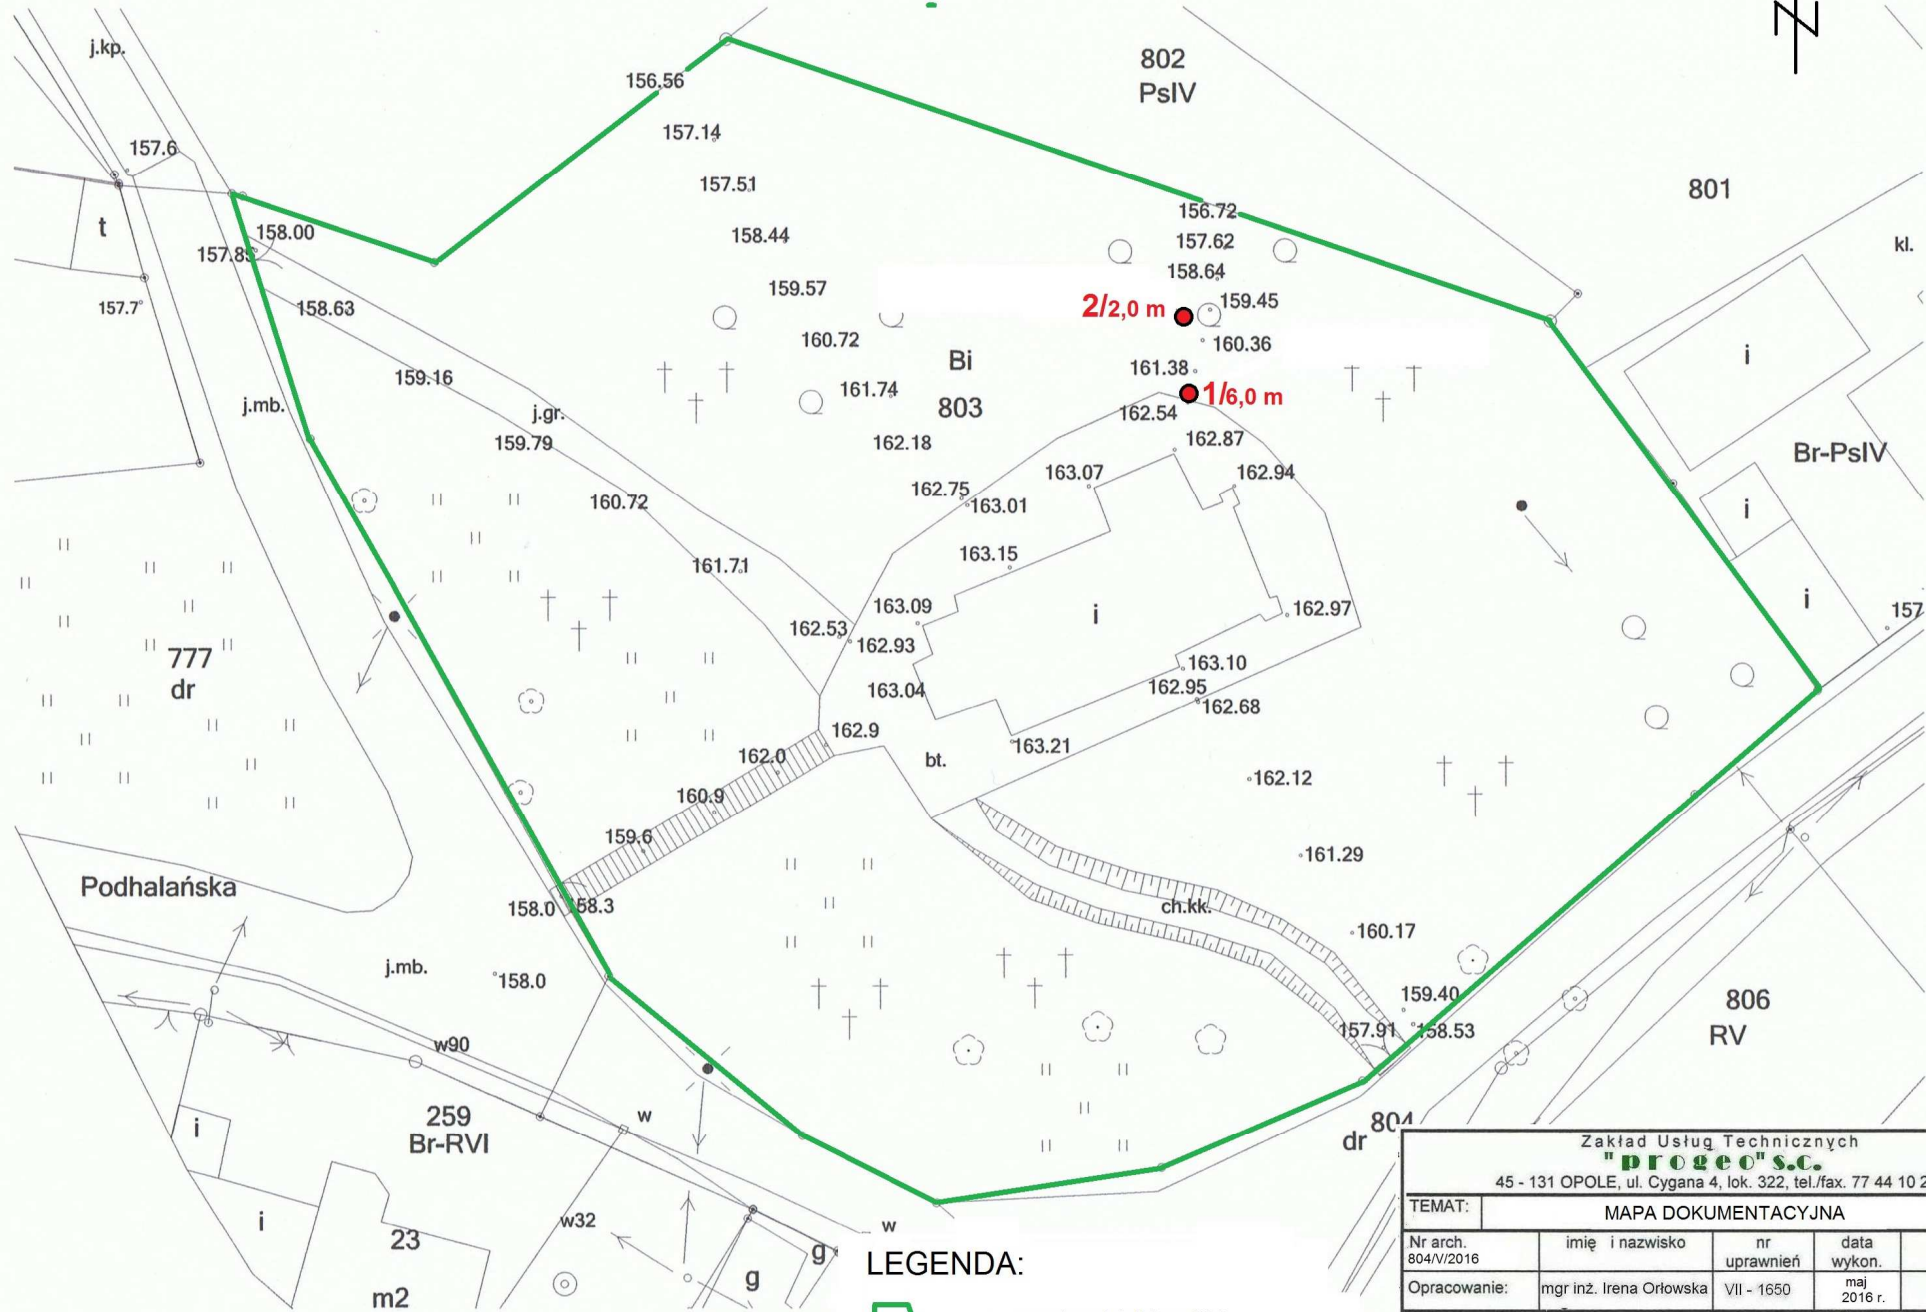 j.kp.
802
PsIV
156.56
157.14
157.6
157.51
801
156.72
t
158.00
158.44
157.62
kl.
157.85
158.64
159.57
159.45
157.7
158.63
2/2,0 m
160.72
160.36
i
Bi
161.38
159.16
161.74
1/6,0 m
j.mb.
j.gr.
803
162.54
159.79
162.18
162.87
Br-PsIV
163.07
162.94
162.75
160.72
163.01
i
163.15
161.71
163.09
i
162.97
i
157
162.53
162.93
777
dr
163.10
163.04
162.95
162.68
162.9
163.21
162.0
bt.
162.12
160.9
159.6
161.29
Podhalańska
158.0
158.3
ch.kk.
160.17
j.mb.
158.0
159.40
806
RV
157.91
158.53
w90
259
Br-RVI
w
i
804
dr
i
w32
w
23
g
g
m2
LEGENDA:
Zakład Usług Technicznych
"progeo" s.c.
45 - 131 OPOLE, ul. Cygana 4, lok. 322, tel./fax. 77 44 10 2
TEMAT: MAPA DOKUMENTACYJNA
Nr arch. imię i nazwisko nr data
804/V/2016 uprawnień wykon.
Opracowanie: mgr inż. Irena Orłowska VII - 1650 maj
2016 r.